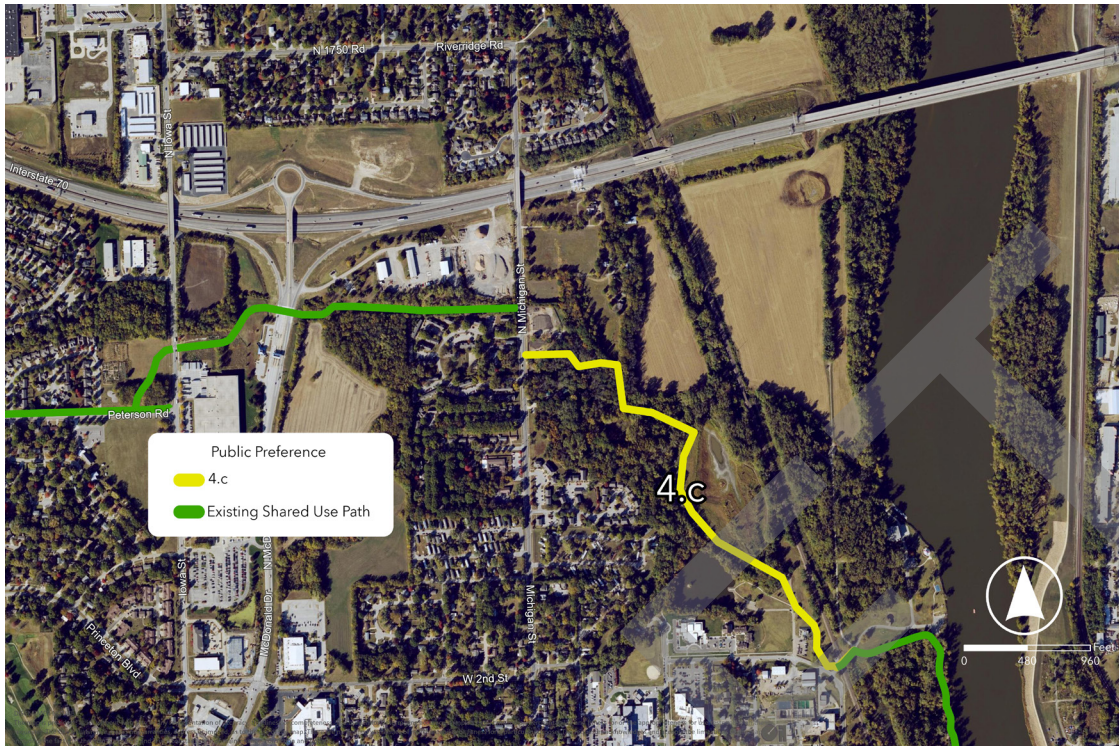 N 1750 Rd
Riverridge Rd
N Iowa St
Interstate 70
N Michigan St
Peterson Rd
Public Preference
4.c
Existing Shared Use Path
4.c
Iowa St
McDonald Dr
N McD
Michigan St
Princeton Blvd
W 2nd St
Feet
0 480 960